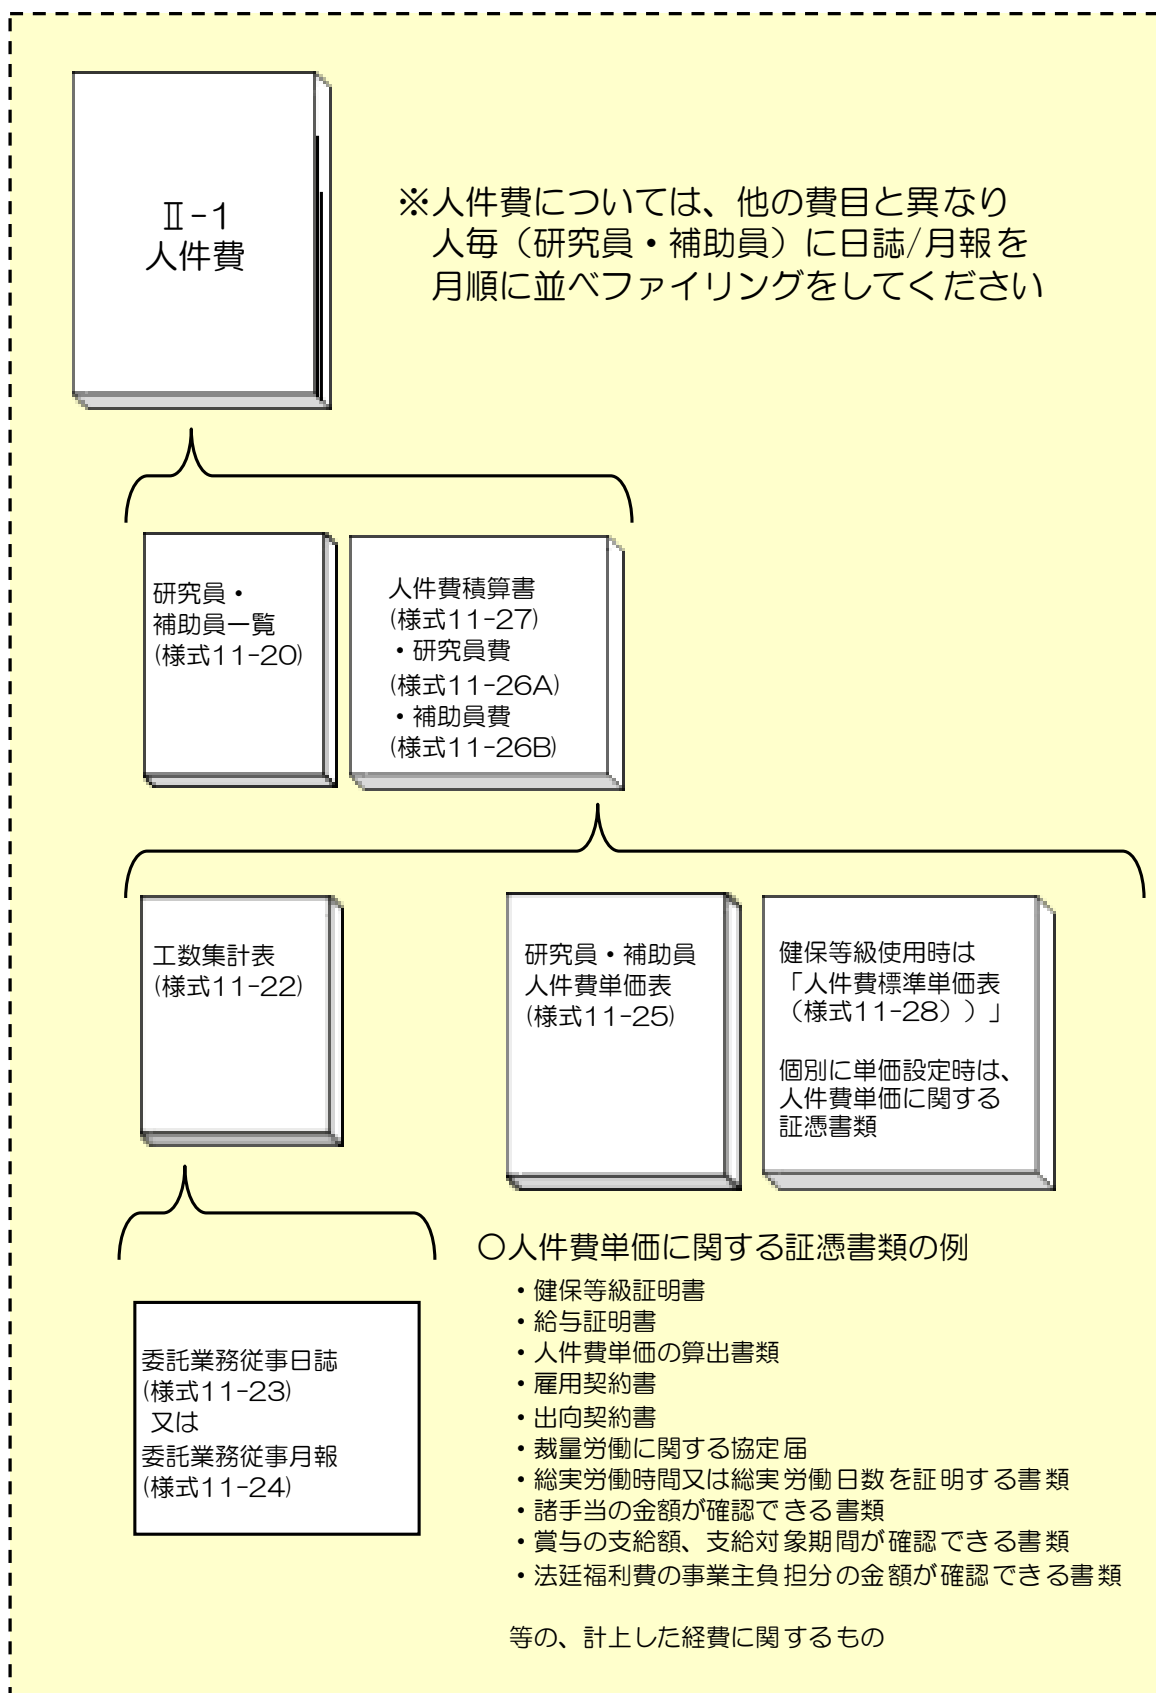 Ⅱ-1
人件費
※人件費については、他の費目と異なり
人毎（研究員・補助員）に日誌/月報を
月順に並べファイリングをしてください
研究員・
補助員一覧
(様式11-20)
人件費積算書
(様式11-27)
・研究員費
(様式11-26A)
・補助員費
(様式11-26B)
工数集計表
(様式11-22)
研究員・補助員
人件費単価表
(様式11-25)
健保等級使用時は
「人件費標準単価表
（様式11-28））」
個別に単価設定時は、
人件費単価に関する
証憑書類
委託業務従事日誌
(様式11-23)
又は
委託業務従事月報
(様式11-24)
〇人件費単価に関する証憑書類の例
・健保等級証明書
・給与証明書
・人件費単価の算出書類
・雇用契約書
・出向契約書
・裁量労働に関する協定届
・総実労働時間又は総実労働日数を証明する書類
・諸手当の金額が確認できる書類
・賞与の支給額、支給対象期間が確認できる書類
・法廷福利費の事業主負担分の金額が確認できる書類
等の、計上した経費に関するもの